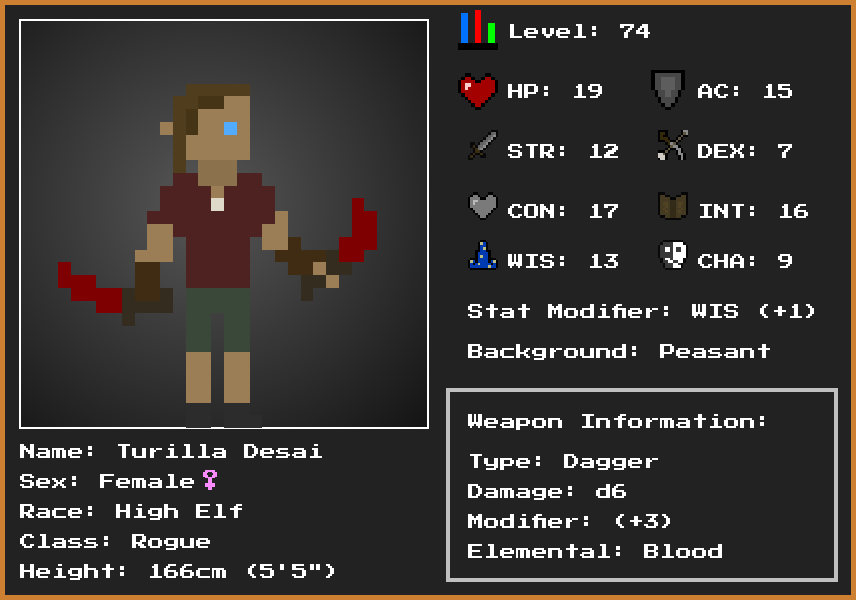 Level: 74
HP: 19
AC: 15
STR: 12
DEX: 7
CON: 17
INT: 16
WIS: 13
CHA: 9
Stat Modifier: WIS (+1)
Background: Peasant
Weapon Information:
Type: Dagger
Damage: d6
Modifier: (+3)
Elemental: Blood
Name: Turilla Desai
Sex: Female♀
Race: High Elf
Class: Rogue
Height: 166cm (5'5")